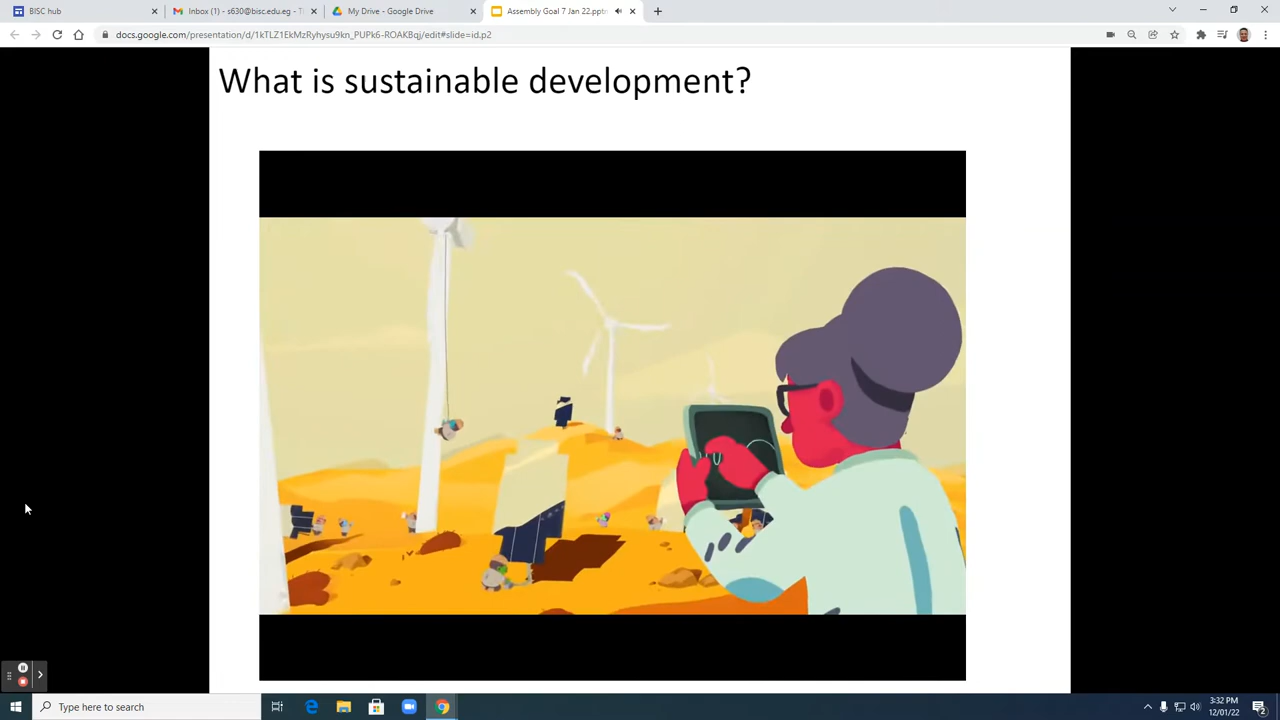 BISC hub
Inbox (1) - s630@bisc.edu.eg - T
My Drive - Google Drive
Assembly Goal 7 Jan 22.pptx
docs.google.com/presentation/d/1kTLZ1EkMzRyhysu9kn_PUPk6-ROAKBqj/edit#slide=id.p2
What is sustainable development?
Type here to search
3:32 PM
12/01/22
2